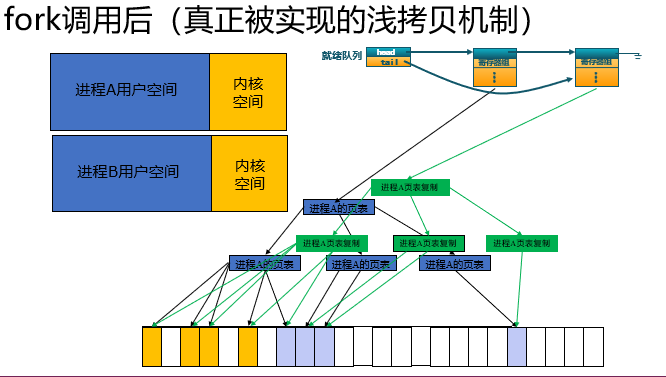 fork调用后（真正被实现的浅拷贝机制）
进程A用户空间
内核
空间
进程B用户空间
内核
空间
就绪队列
head
tail
寄存器组
寄存器组
进程A页表复制
进程A的页表
进程A页表复制
进程A页表复制
进程A页表复制
进程A的页表
进程A的页表
进程A的页表